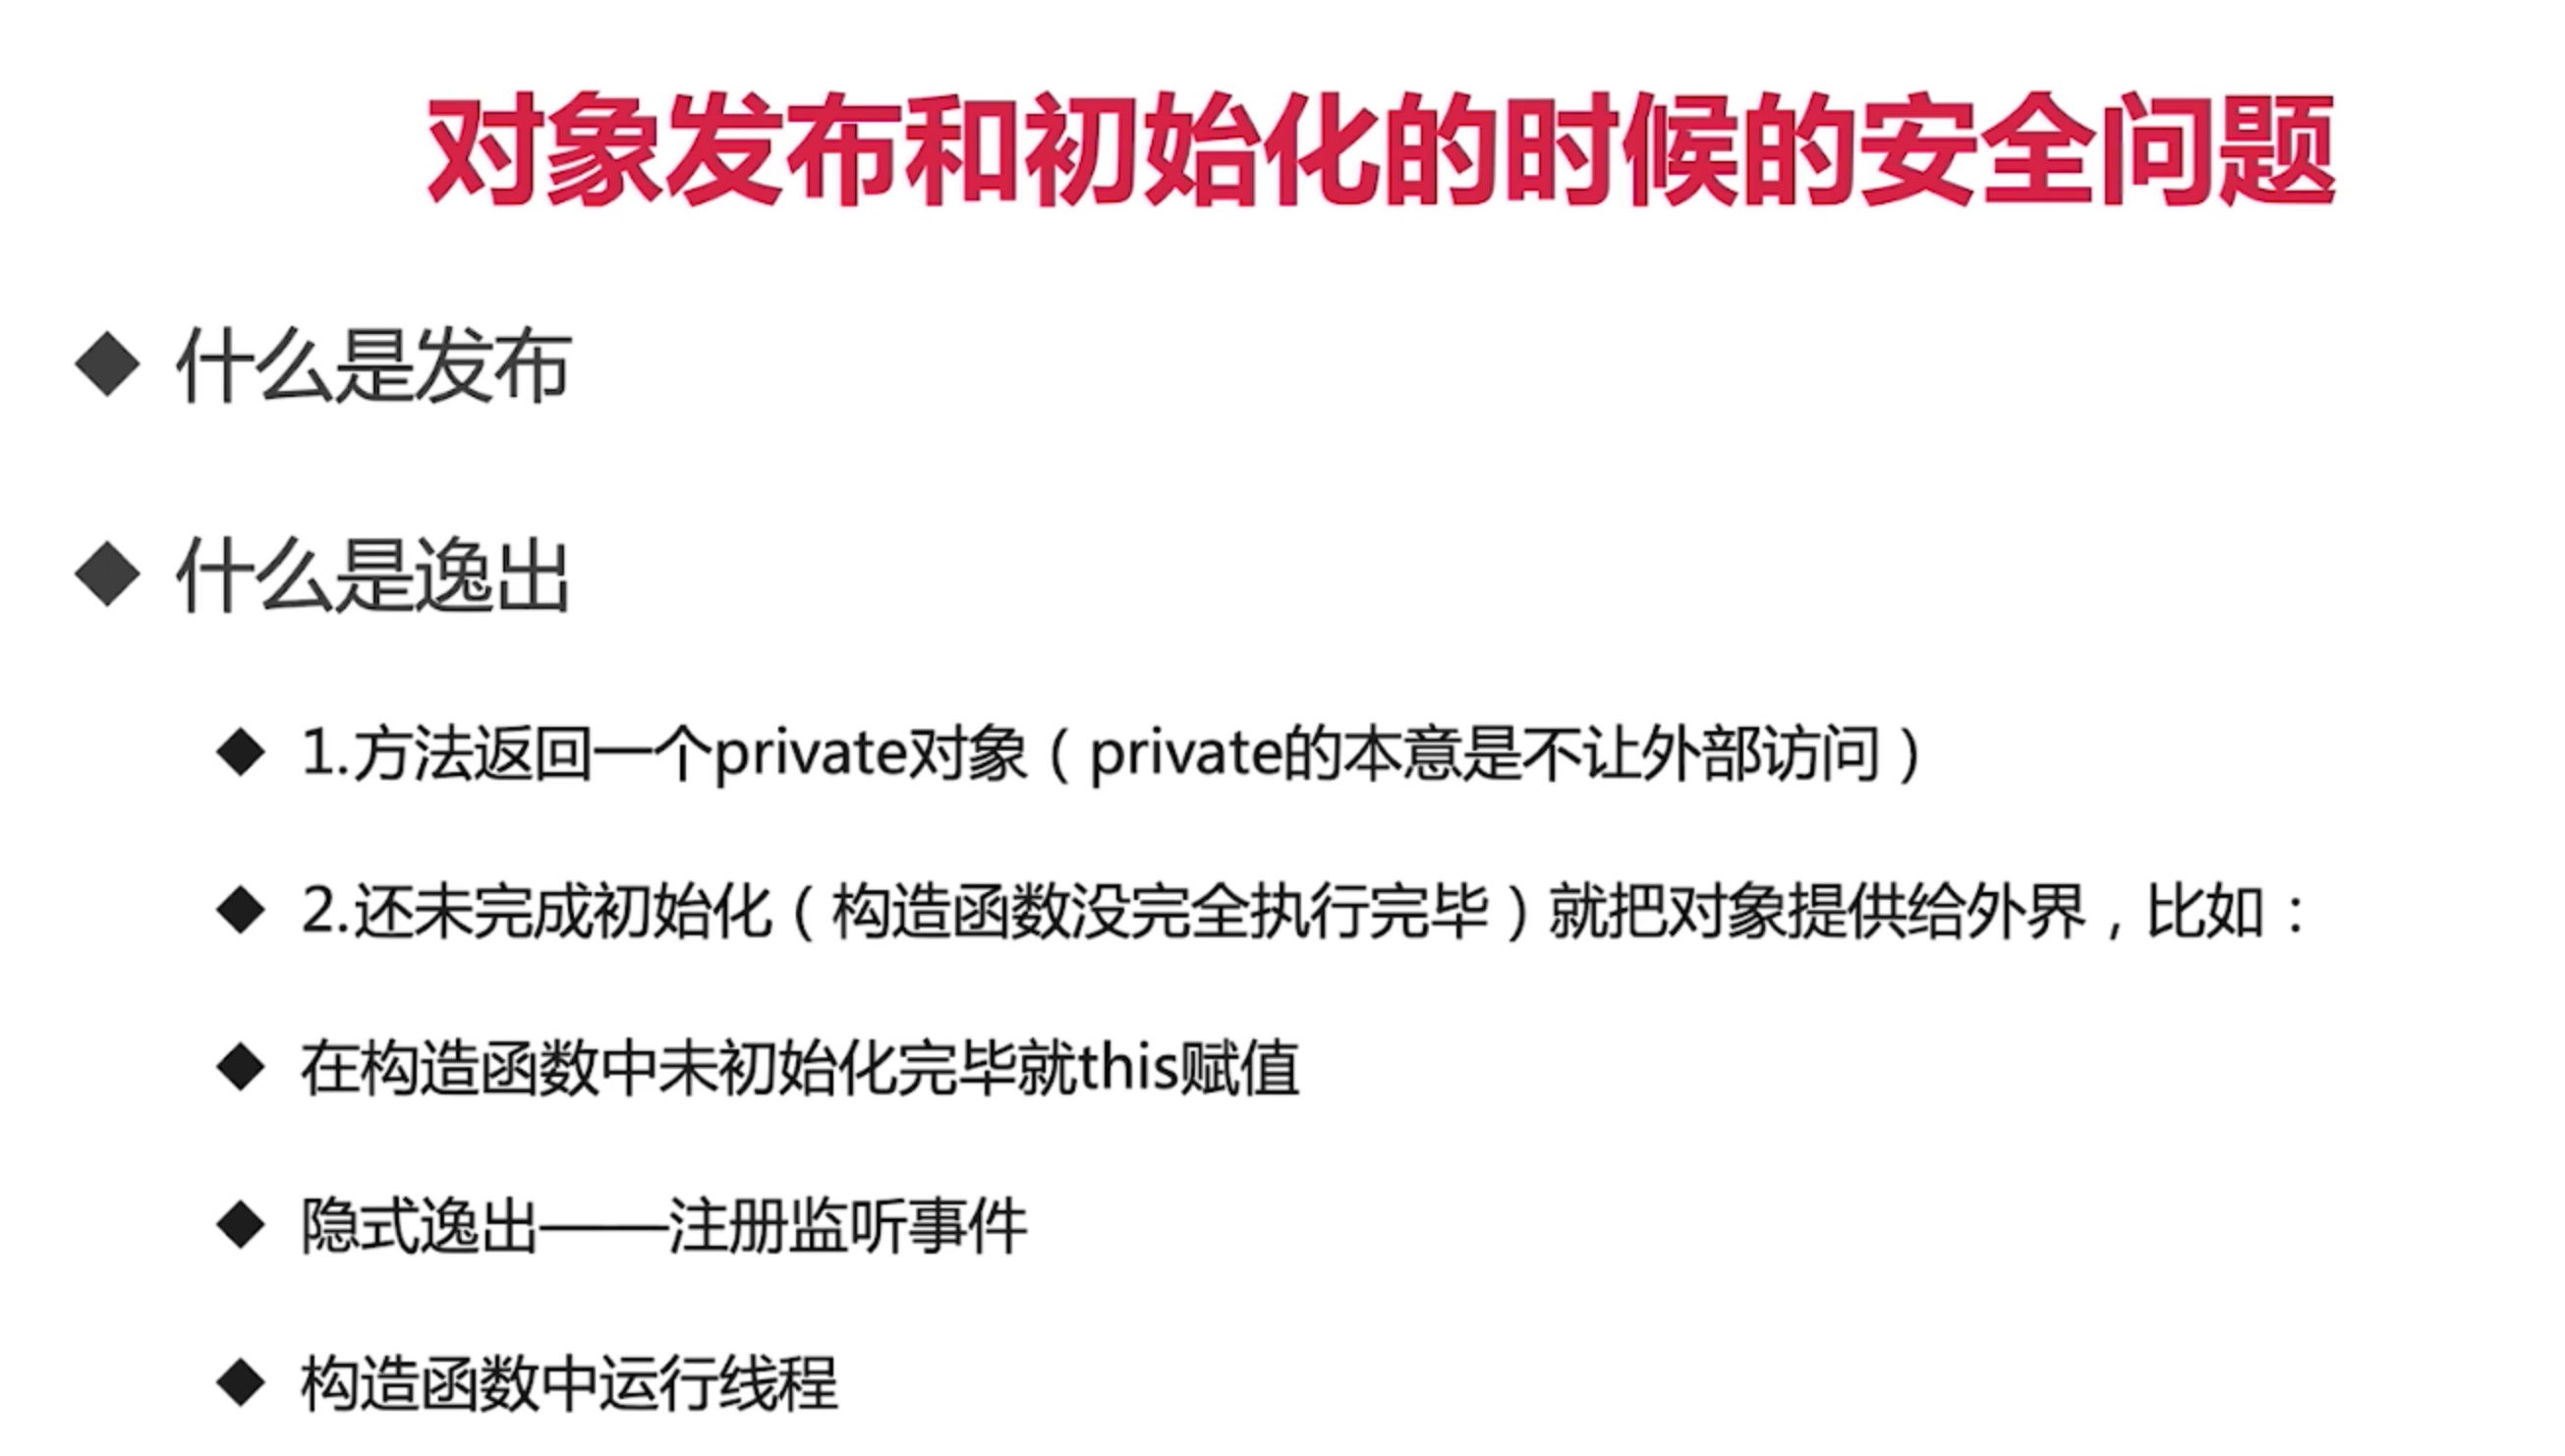 对象发布和初始化的时候的安全问题
◆ 什么是发布
◆ 什么是逸出
◆ 1.方法返回一个private对象（private的本意是不让外部访问）
◆ 2.还未完成初始化（构造函数没完全执行完毕）就把对象提供给外界，比如：
◆ 在构造函数中未初始化完毕就this赋值
◆ 隐式逸出——注册监听事件
◆ 构造函数中运行线程